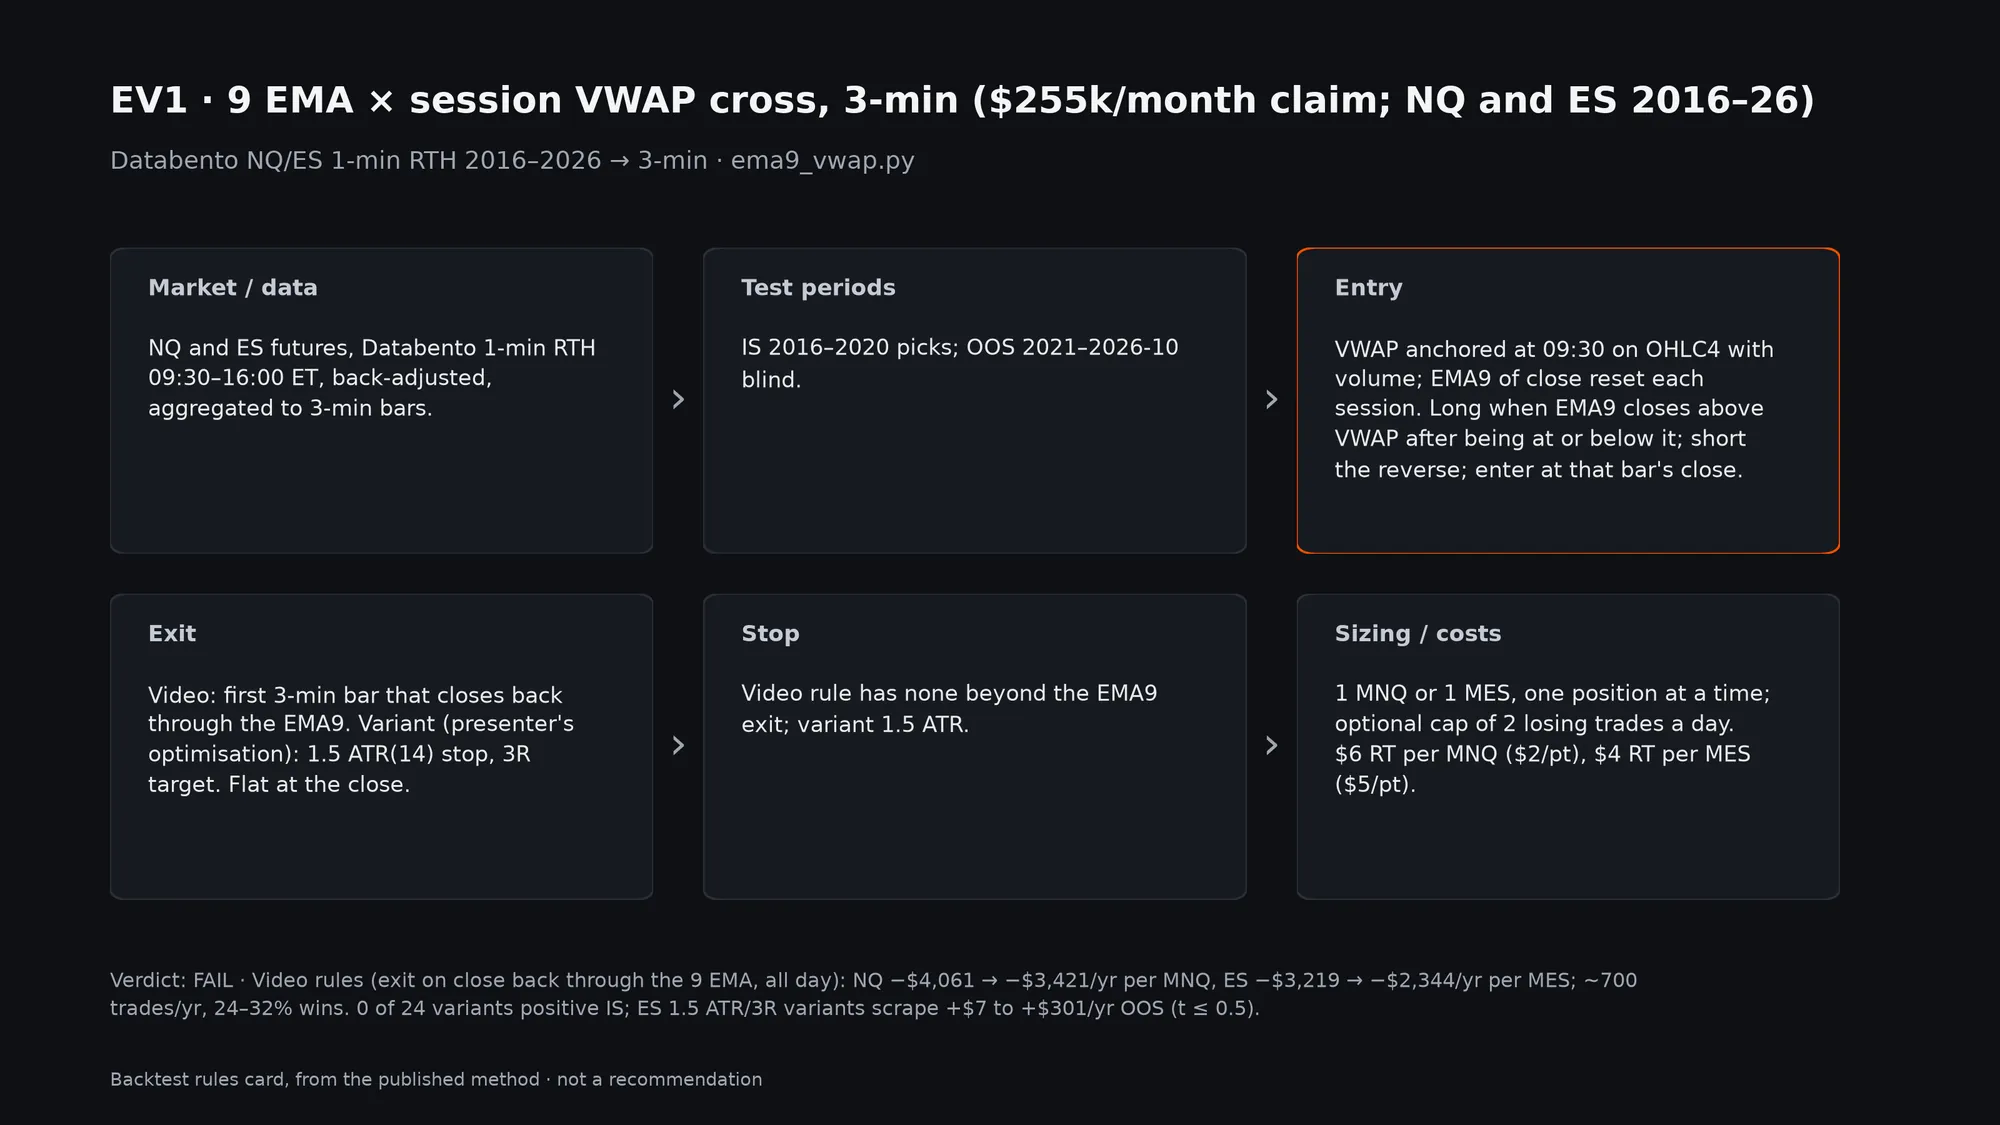 EV1 · 9 EMA × session VWAP cross, 3-min ($255k/month claim; NQ and ES 2016–26)
Databento NQ/ES 1-min RTH 2016–2026 → 3-min · ema9_vwap.py
Market / data
NQ and ES futures, Databento 1-min RTH
09:30–16:00 ET, back-adjusted,
aggregated to 3-min bars.
›
Test periods
IS 2016–2020 picks; OOS 2021–2026-10
blind.
›
Entry
VWAP anchored at 09:30 on OHLC4 with
volume; EMA9 of close reset each
session. Long when EMA9 closes above
VWAP after being at or below it; short
the reverse; enter at that bar's close.
Exit
Video: first 3-min bar that closes back
through the EMA9. Variant (presenter's
optimisation): 1.5 ATR(14) stop, 3R
target. Flat at the close.
›
Stop
Video rule has none beyond the EMA9
exit; variant 1.5 ATR.
›
Sizing / costs
1 MNQ or 1 MES, one position at a time;
optional cap of 2 losing trades a day.
$6 RT per MNQ ($2/pt), $4 RT per MES
($5/pt).
Verdict: FAIL · Video rules (exit on close back through the 9 EMA, all day): NQ −$4,061 → −$3,421/yr per MNQ, ES −$3,219 → −$2,344/yr per MES; ~700
trades/yr, 24–32% wins. 0 of 24 variants positive IS; ES 1.5 ATR/3R variants scrape +$7 to +$301/yr OOS (t ≤ 0.5).
Backtest rules card, from the published method · not a recommendation